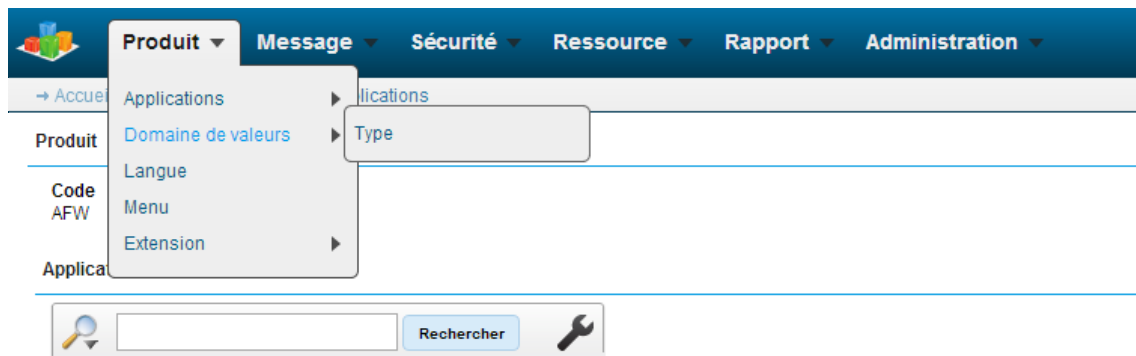 Produit Message Sécurité Ressource Rapport Administration
→ Accuei
lications
Applications
Domaine de valeurs
Type
Langue
Menu
Extension
Produit
Code
AFW
Applicat
Rechercher